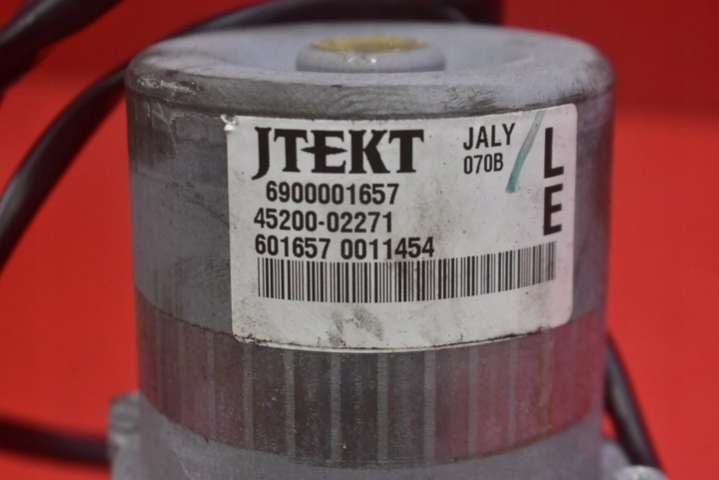 JTEKT
JALY
070B
L
E
6900001657
45200-02271
601657 0011454